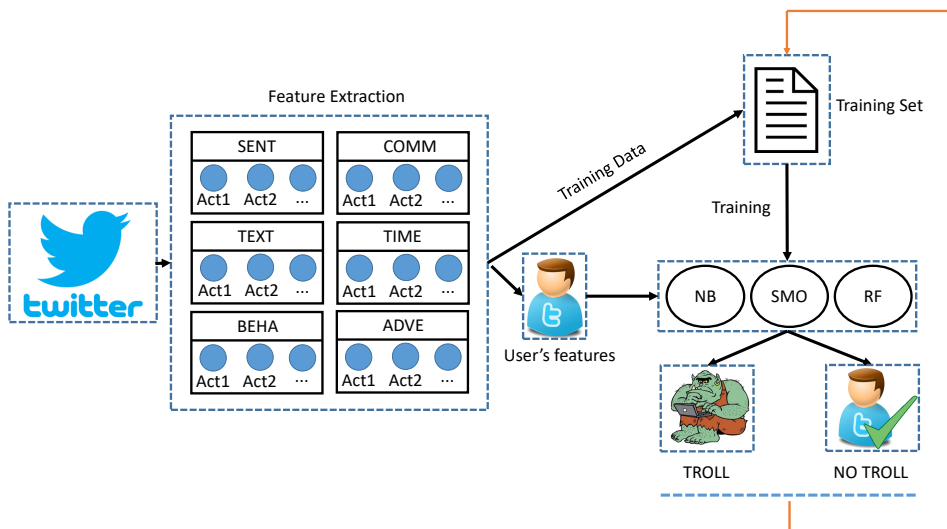 Feature Extraction
SENT
Act1 Act2 ...
COMM
Act1 Act2 ...
TEXT
Act1 Act2 ...
TIME
Act1 Act2 ...
BEHA
Act1 Act2 ...
ADVE
Act1 Act2 ...
twitter
Training Data
Training Set
Training
User's features
NB
SMO
RF
TROLL
NO TROLL